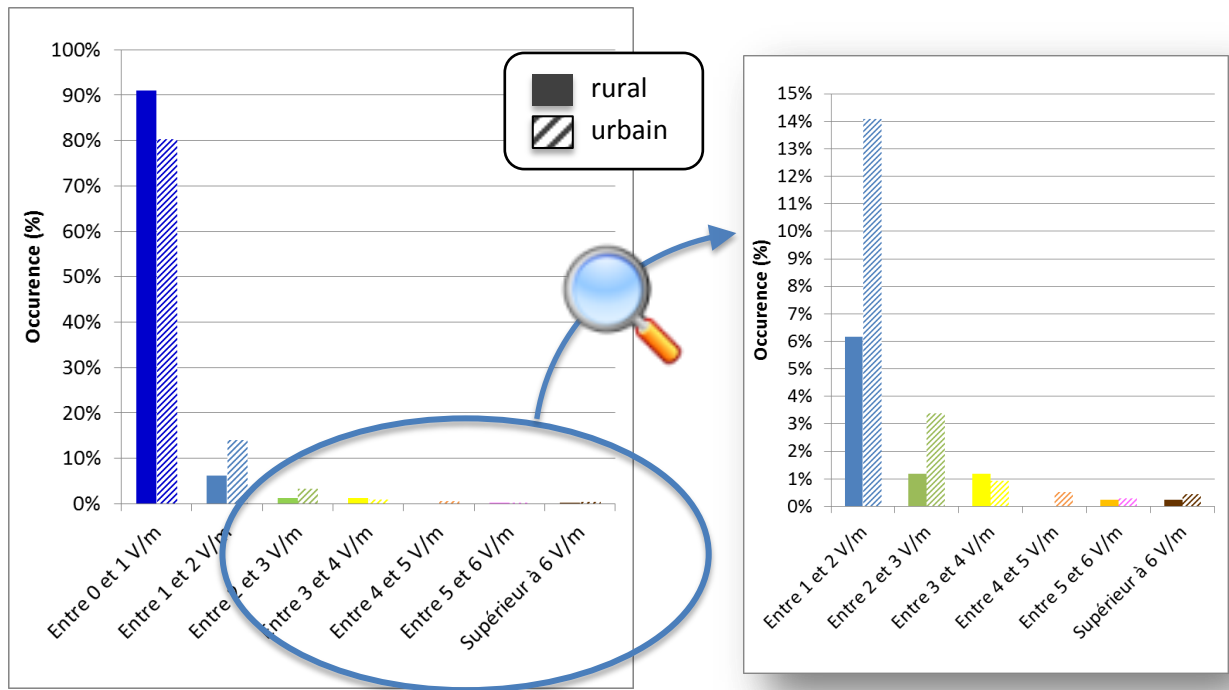 100%
90%
80%
70%
60%
50%
40%
30%
20%
10%
0%
Occurence (%)
Entre 0 et 1 V/m
Entre 1 et 2 V/m
Entre 2 et 3 V/m
Entre 3 et 4 V/m
Entre 4 et 5 V/m
Entre 5 et 6 V/m
Supérieur à 6 V/m
rural
urbain
15%
14%
13%
12%
11%
10%
9%
8%
7%
6%
5%
4%
3%
2%
1%
0%
Occurence (%)
Entre 1 et 2 V/m
Entre 2 et 3 V/m
Entre 3 et 4 V/m
Entre 4 et 5 V/m
Entre 5 et 6 V/m
Supérieur à 6 V/m